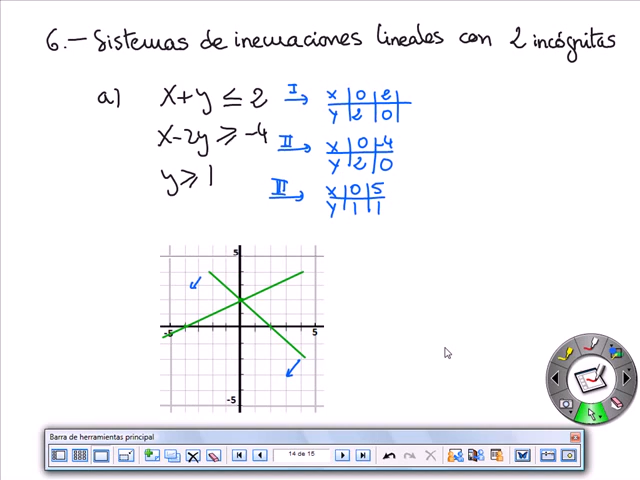 6.- Sistemas de inecuaciones lineales con 2 incógnitas
a) x+y ≤ 2 I → x | 0 | 2
y | 2 | 0
x-2y ≥ -4 II → x | 0 | -4
y | 2 | 0
y ≥ 1 III → x | 0 | 5
y | 1 | 1
5
-5 5
-5
Barra de herramientas principal
14 de 15